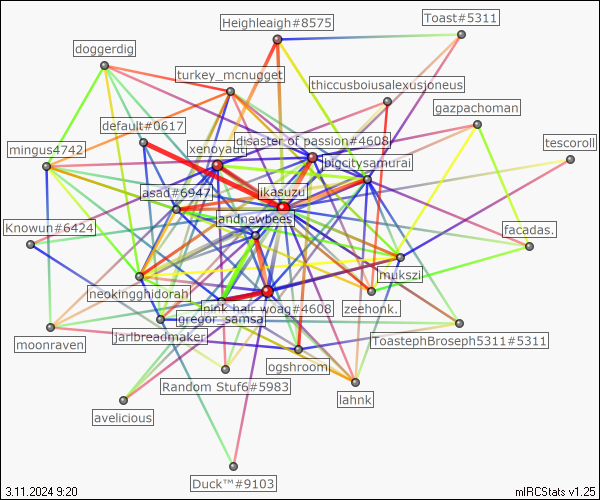 Heighleaigh#8575
Toast#5311
doggerdig
turkey_mcnugget
thiccusboiusalexusjoneus
gazpachoman
default#0617
disaster of passion#4608
tescoroll
mingus4742
bigcitysamurai
asad#6947
ikasuzu
andnewbees
Knowun#6424
facadas.
mukszi
neokingghidorah
pink hair woag#4608
zeehonk.
gregor_samsa
jarlbreadmaker
moonraven
ToastephBroseph5311#5311
ogshroom
Random Stuf6#5983
lahnk
avelicious
Duck™#9103
3.11.2024 9:20
mIRCStats v1.25